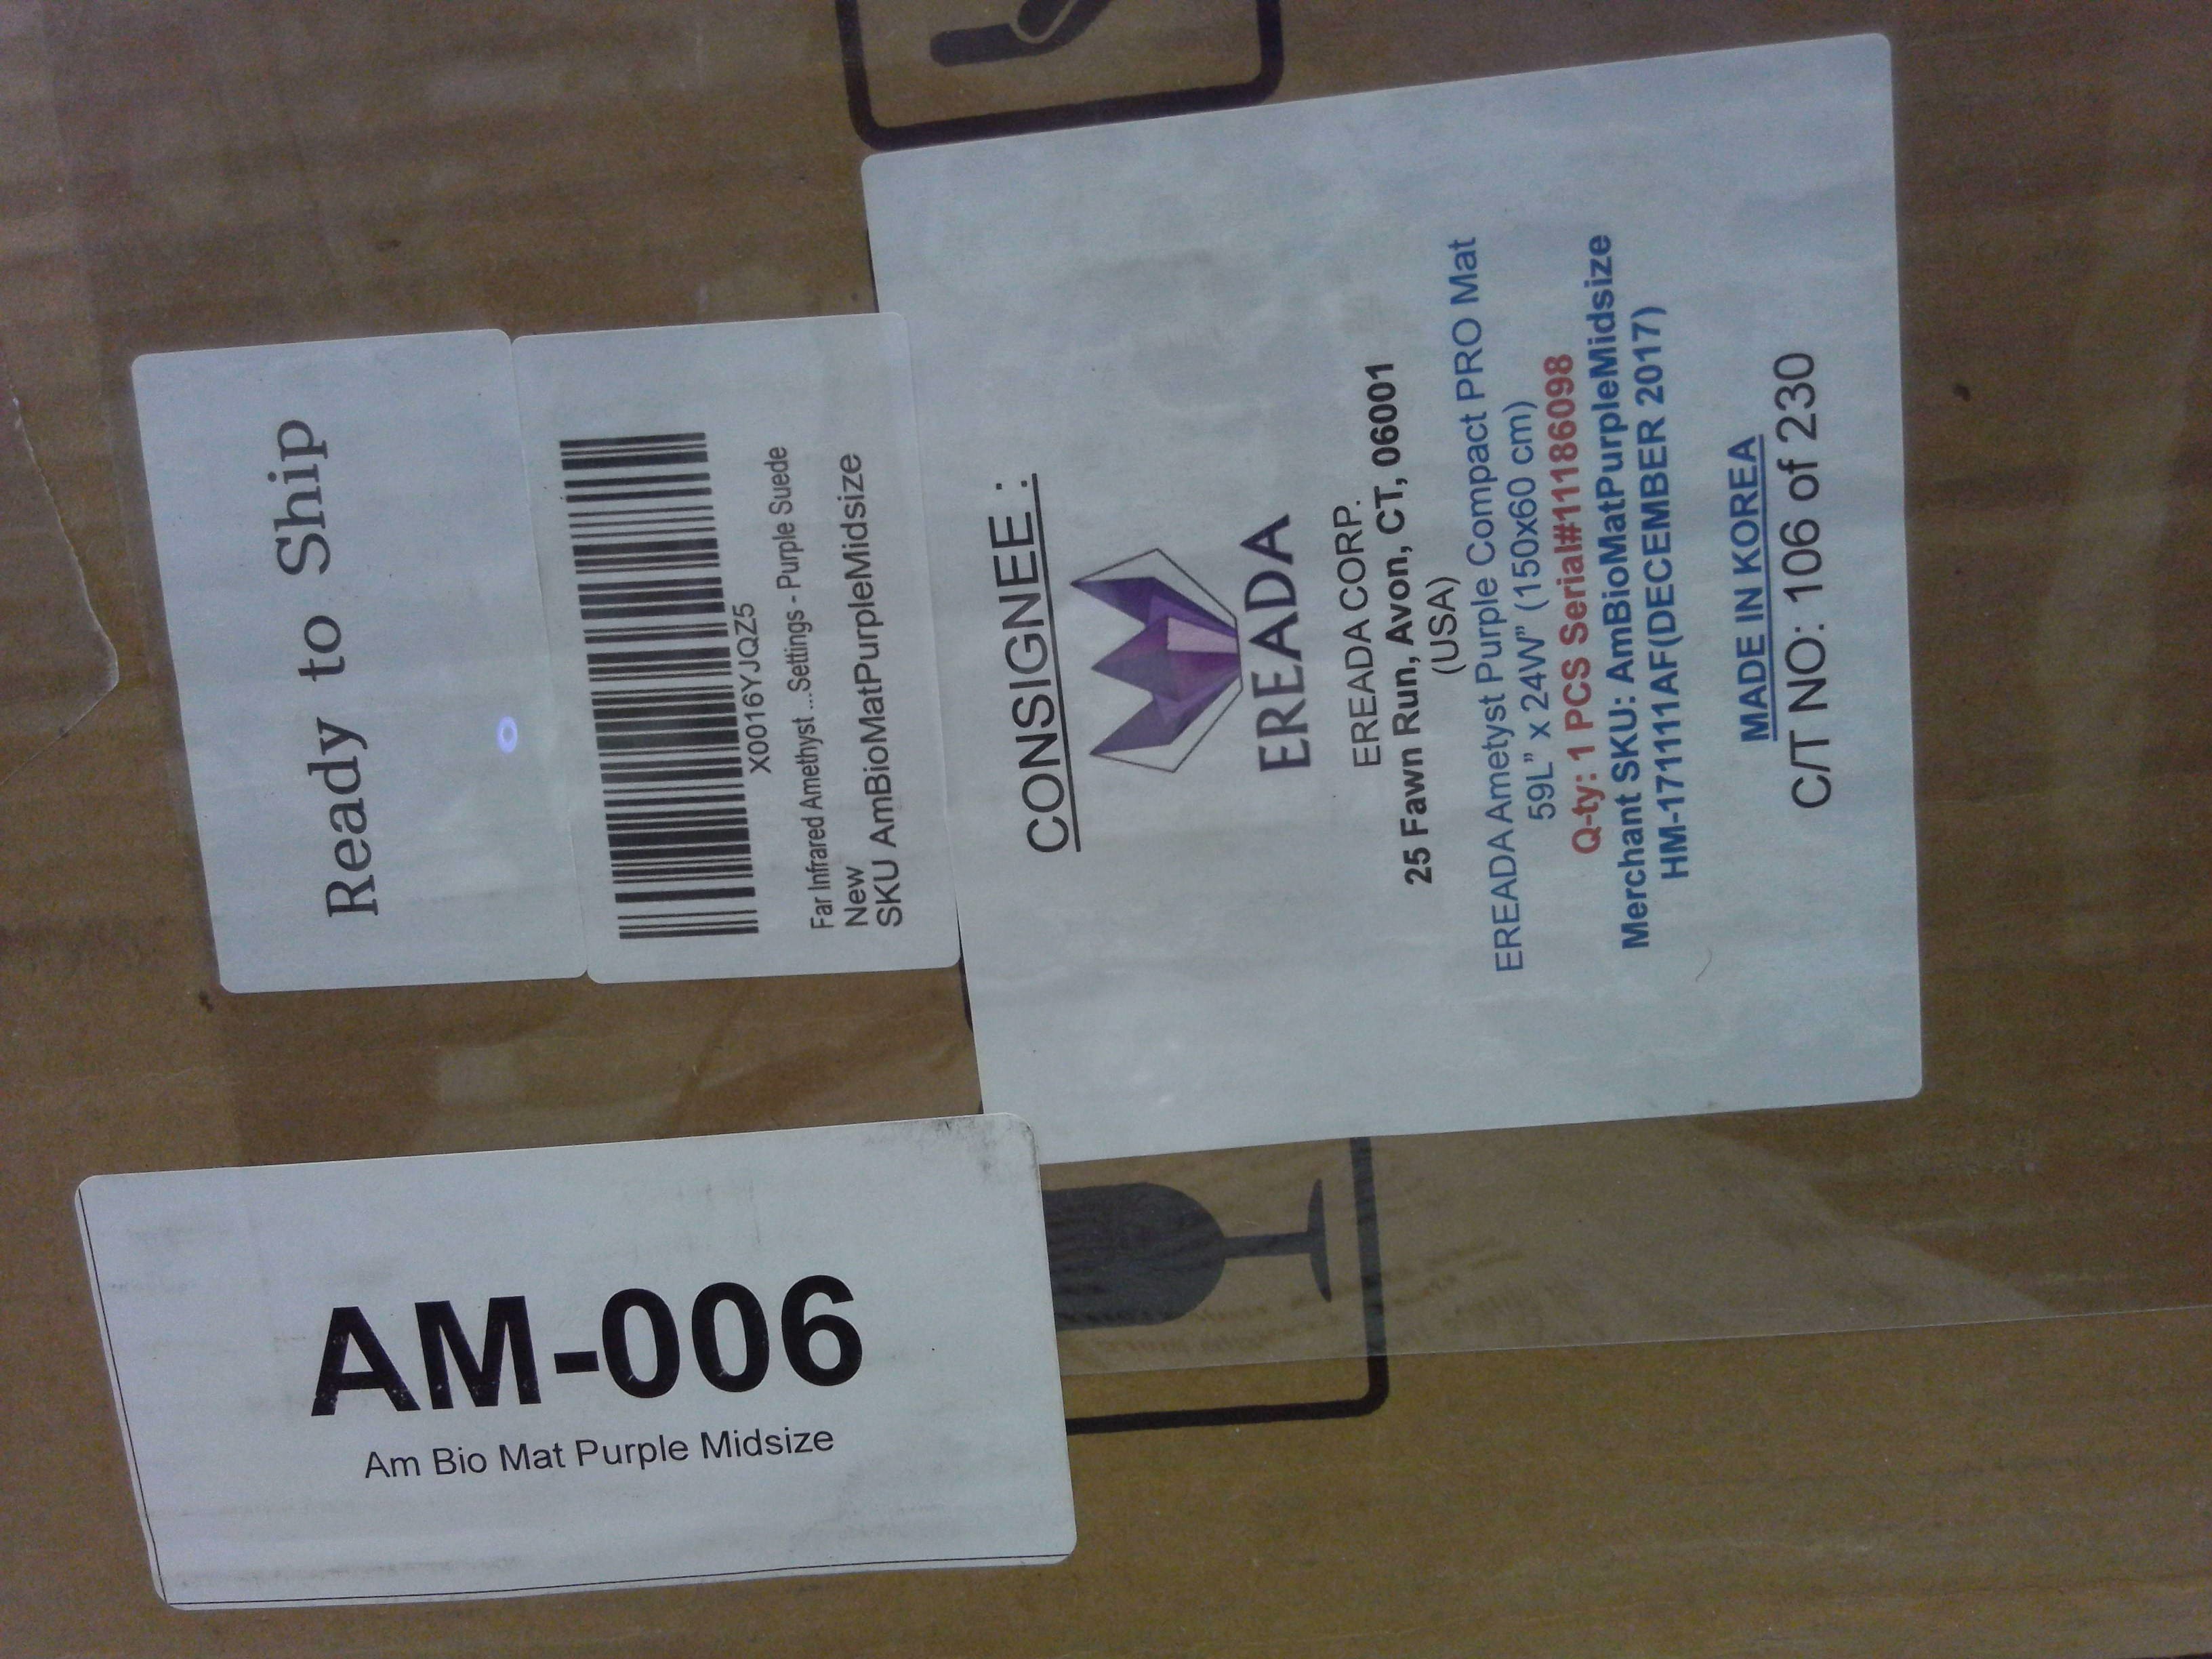 Ready to Ship
X0016YJQZ5
Far Infrared Amethyst ...Settings - Purple Suede
New
SKU AmBioMatPurpleMidsize
CONSIGNEE :
EREADA
EREADA CORP.
25 Fawn Run, Avon, CT, 06001
(USA)
EREADA Ametyst Purple Compact PRO Mat
59L” x 24W” (150x60 cm)
Q-ty: 1 PCS Serial#11186098
Merchant SKU: AmBioMatPurpleMidsize
HM-171111AF(DECEMBER 2017)
MADE IN KOREA
C/T NO: 106 of 230
AM-006
Am Bio Mat Purple Midsize